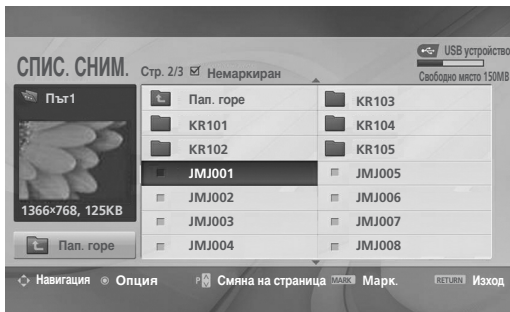 USB устройство
СПИС. СНИМ. Стр. 2/3 Немаркиран
Свободно място 150MB
Път1
Пап. горе
KR101
KR102
JMJ001
JMJ002
JMJ003
JMJ004
KR103
KR104
KR105
JMJ005
JMJ006
JMJ007
JMJ008
1366×768, 125KB
Пап. горе
Навигация Опция P Смяна на страница MARK Марк. RETURN Изход